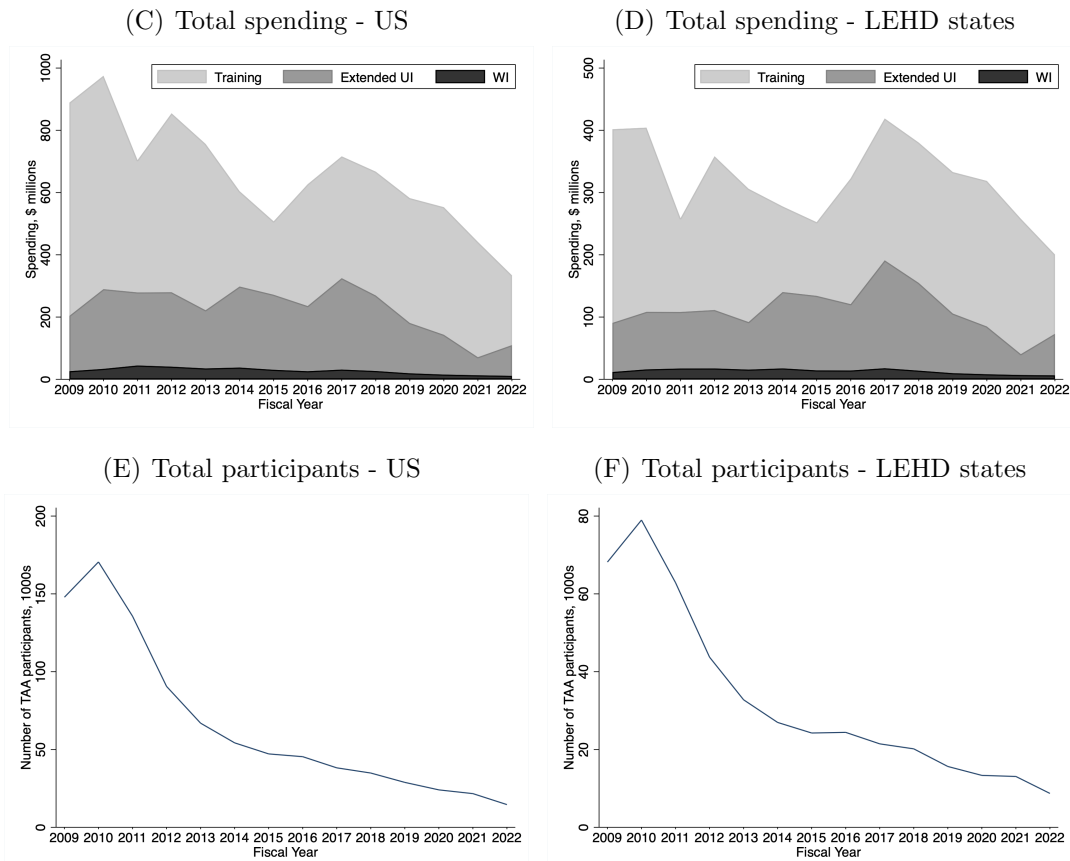 (C) Total spending - US
Spending, $ millions
1000
800
600
400
200
0
Training
Extended UI
WI
2009 2010 2011 2012 2013 2014 2015 2016 2017 2018 2019 2020 2021 2022
Fiscal Year
(D) Total spending - LEHD states
Spending, $ millions
500
400
300
200
100
0
Training
Extended UI
WI
2009 2010 2011 2012 2013 2014 2015 2016 2017 2018 2019 2020 2021 2022
Fiscal Year
(E) Total participants - US
Number of TAA participants, 1000s
200
150
100
50
0
2009 2010 2011 2012 2013 2014 2015 2016 2017 2018 2019 2020 2021 2022
Fiscal Year
(F) Total participants - LEHD states
Number of TAA participants, 1000s
80
60
40
20
0
2009 2010 2011 2012 2013 2014 2015 2016 2017 2018 2019 2020 2021 2022
Fiscal Year